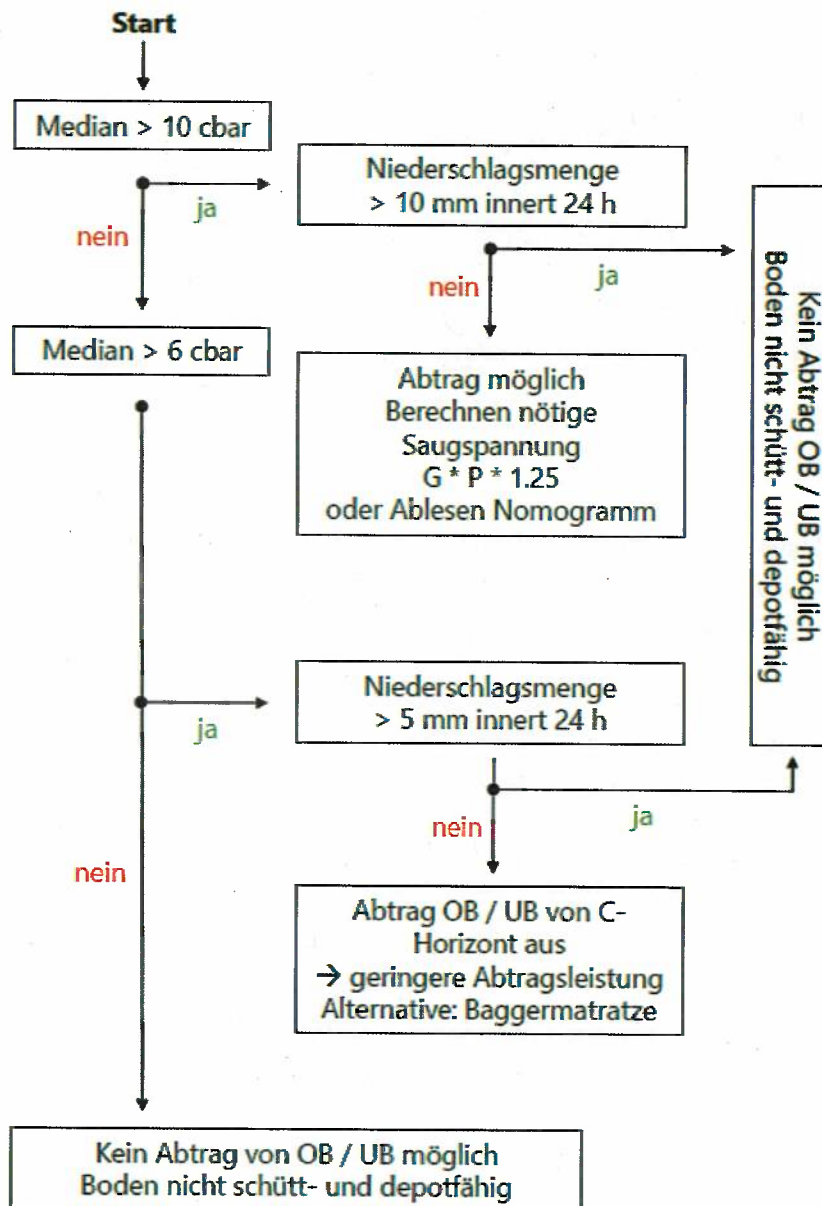 Start
Median > 10 cbar
ja
nein
Niederschlagsmenge
> 10 mm innert 24 h
ja
nein
Kein Abtrag OB / UB möglich
Boden nicht schütt- und depotfähig
Median > 6 cbar
Abtrag möglich
Berechnen nötige
Saugspannung
G * P * 1.25
oder Ablesen Nomogramm
ja
nein
Niederschlagsmenge
> 5 mm innert 24 h
ja
nein
Abtrag OB / UB von C-
Horizont aus
→ geringere Abtragsleistung
Alternative: Baggermatratze
Kein Abtrag von OB / UB möglich
Boden nicht schütt- und depotfähig